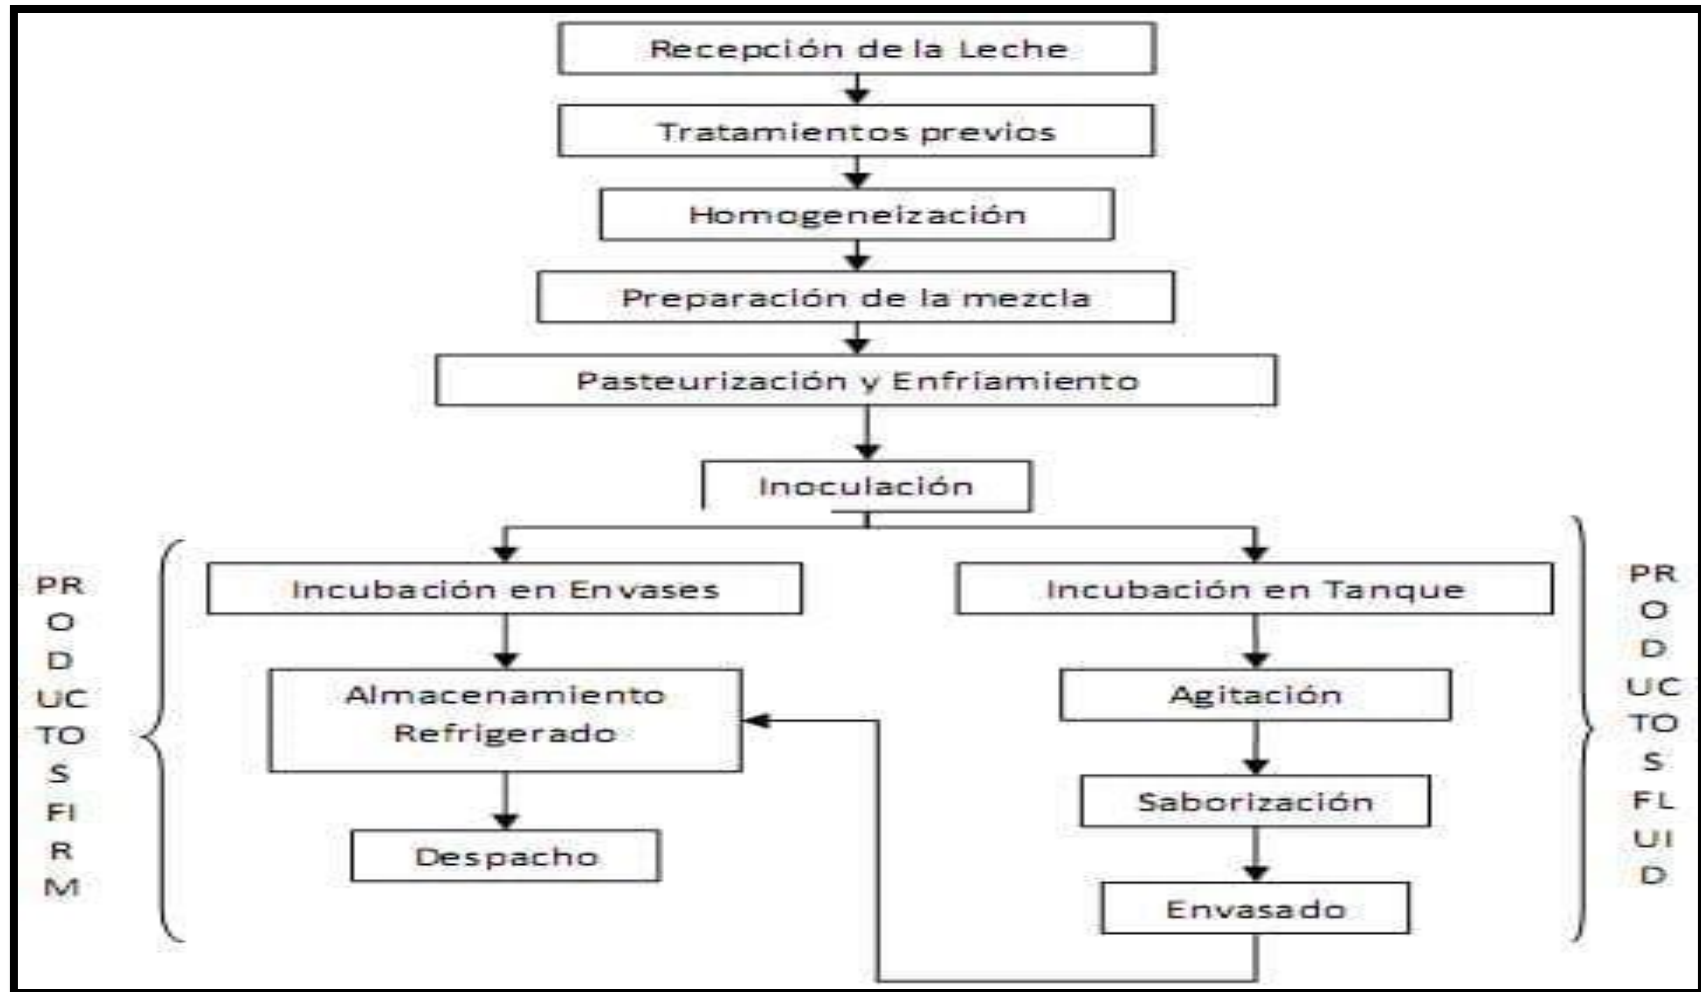 Recepción de la Leche
Tratamientos previos
Homogeneización
Preparación de la mezcla
Pasteurización y Enfriamiento
Inoculación
PR
O
D
UC
TO
S
FI
R
M
Incubación en Envases
Almacenamiento
Refrigerado
Despacho
Incubación en Tanque
Agitación
Saborización
Envasado
PR
O
D
UC
TO
S
FL
UI
D